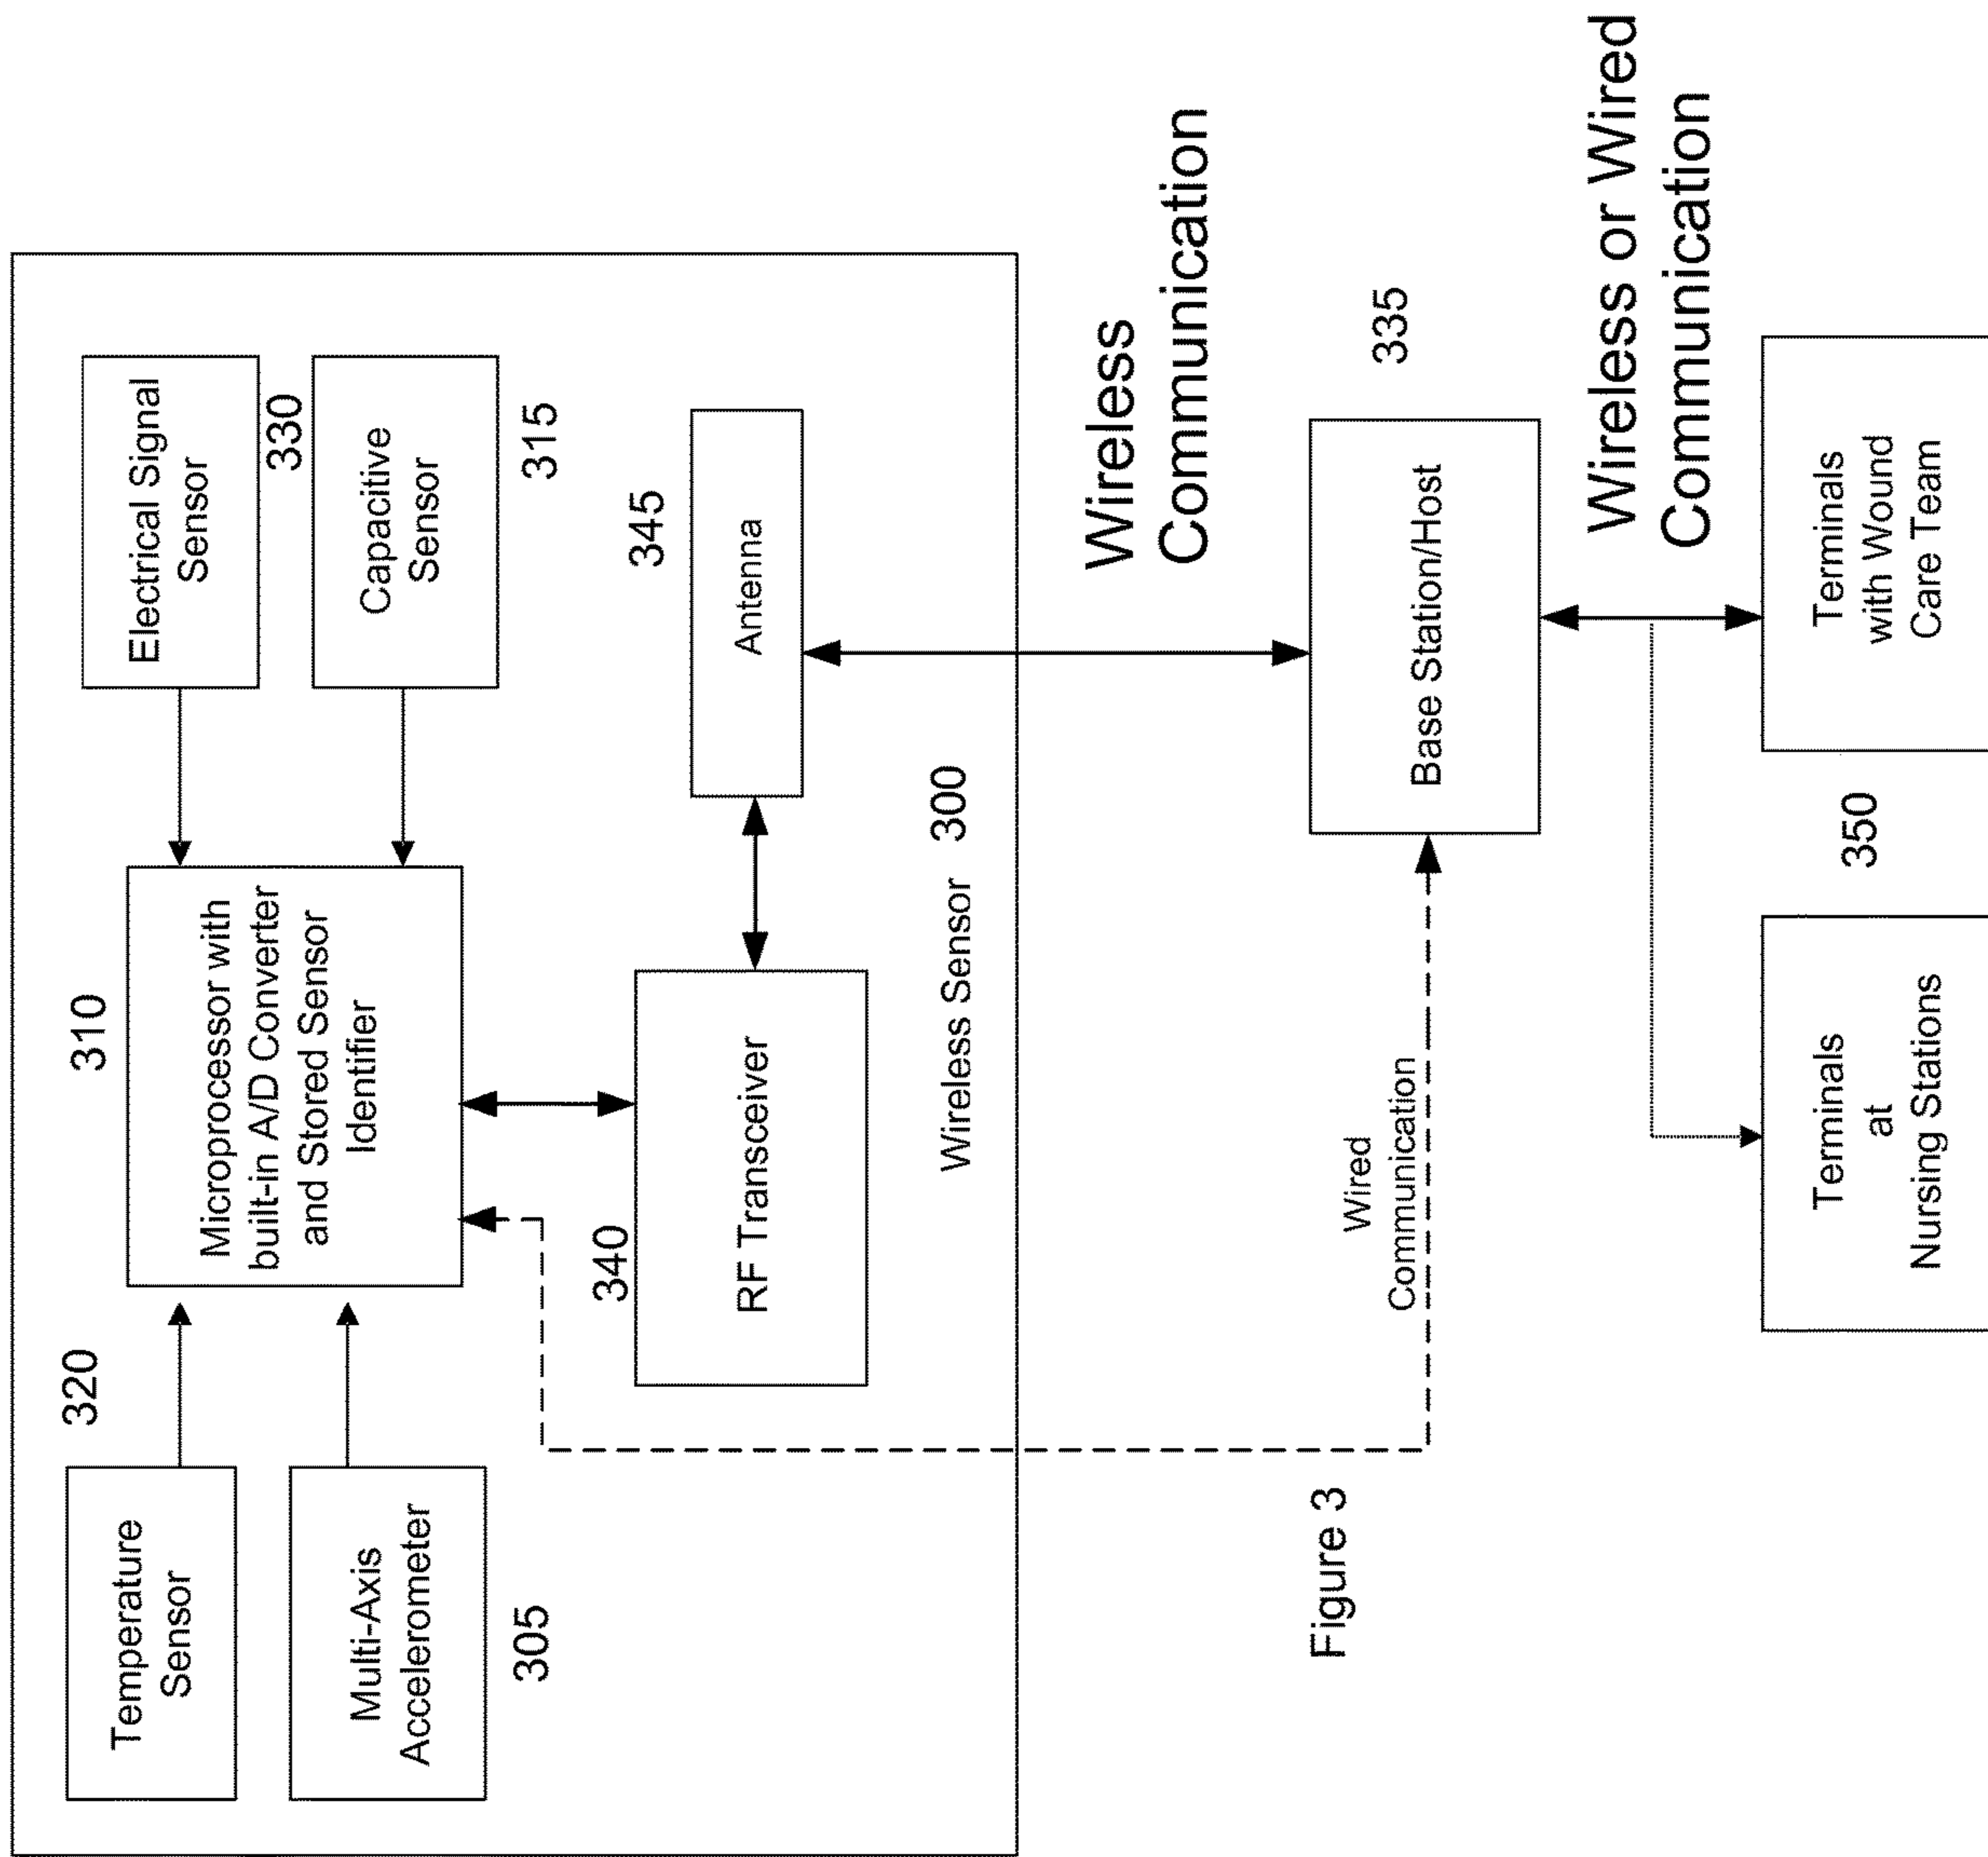 320
Temperature
Sensor
Multi-Axis
Accelerometer
305
310
Microprocessor with
built-in A/D Converter
and Stored Sensor
Identifier
Electrical Signal
Sensor
330
Capacitive
Sensor
315
340
RF Transceiver
345
Antenna
Wireless Sensor 300
Wireless
Communication
Wired
Communication
335
Base Station/Host
Figure 3
Wireless or Wired
Communication
Terminals
at
Nursing Stations
350
Terminals
with Wound
Care Team